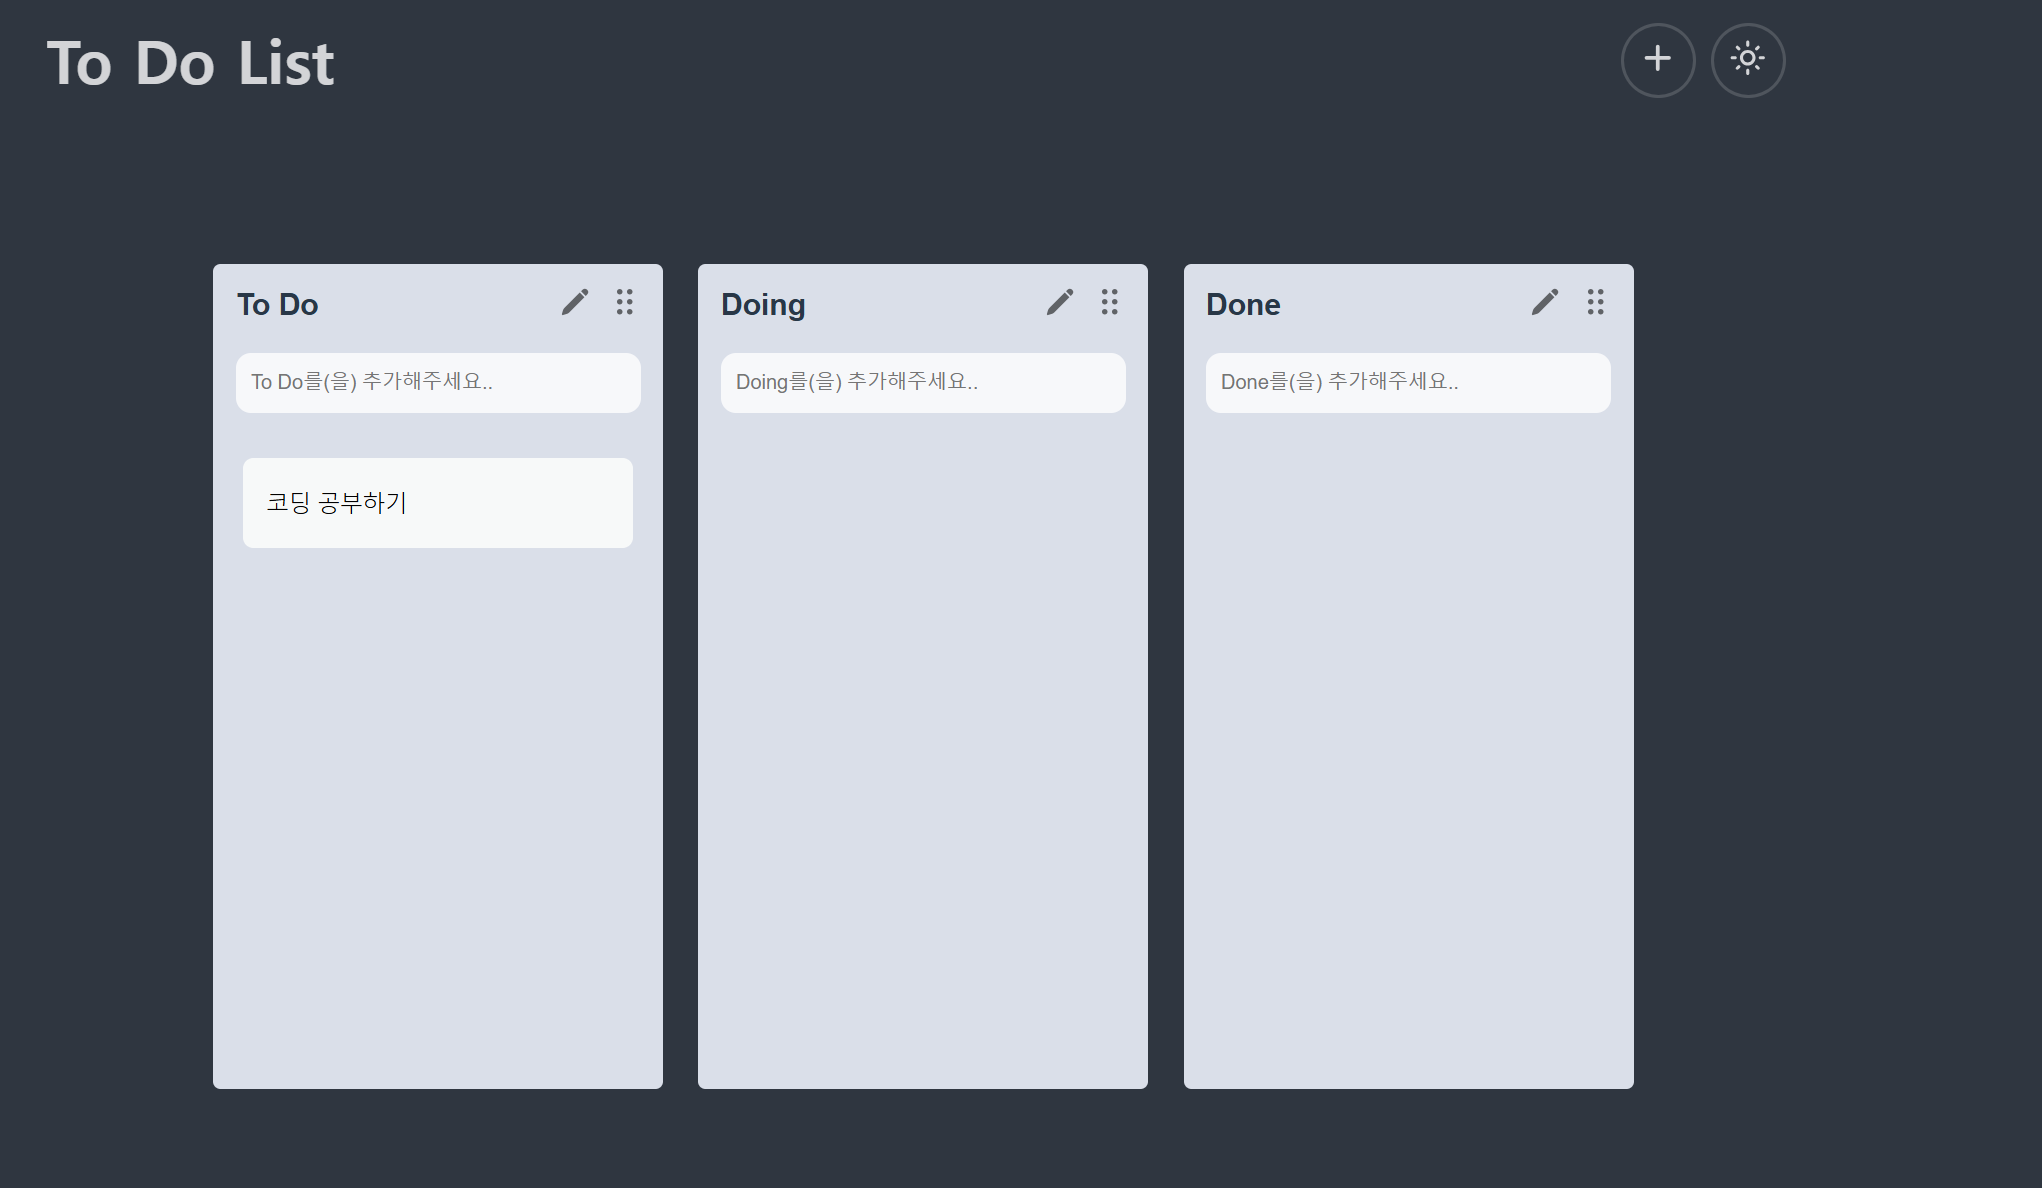 To Do List
To Do
To Do를(을) 추가해주세요..
코딩 공부하기
Doing
Doing를(을) 추가해주세요..
Done
Done를(을) 추가해주세요..